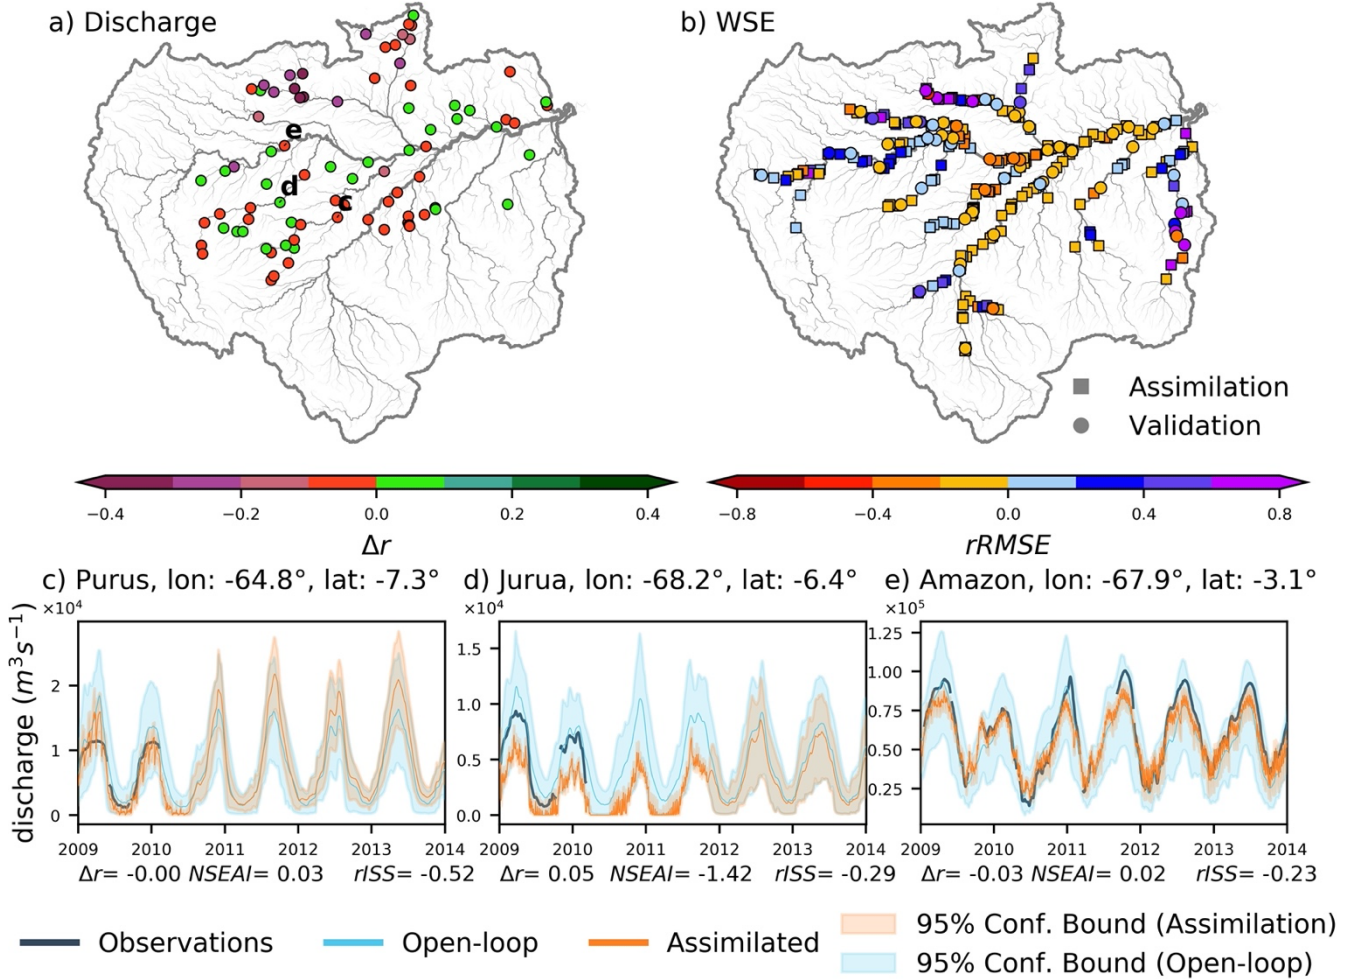 a) Discharge
b) WSE
e
d
c
Assimilation
Validation
−0.4 −0.2 0.0 0.2 0.4
Δr
−0.8 −0.4 0.0 0.4 0.8
rRMSE
c) Purus, lon: -64.8°, lat: -7.3°
d) Jurua, lon: -68.2°, lat: -6.4°
e) Amazon, lon: -67.9°, lat: -3.1°
×10⁴
×10⁴
×10⁵
discharge (m³s⁻¹)
2
1
0
1.5
1.0
0.5
0.0
1.25
1.00
0.75
0.50
0.25
2009 2010 2011 2012 2013 2014
2009 2010 2011 2012 2013 2014
2009 2010 2011 2012 2013 2014
Δr= -0.00 NSEAI= 0.03 rISS= -0.52
Δr= 0.05 NSEAI= -1.42 rISS= -0.29
Δr= -0.03 NSEAI= 0.02 rISS= -0.23
Observations
Open-loop
Assimilated
95% Conf. Bound (Assimilation)
95% Conf. Bound (Open-loop)